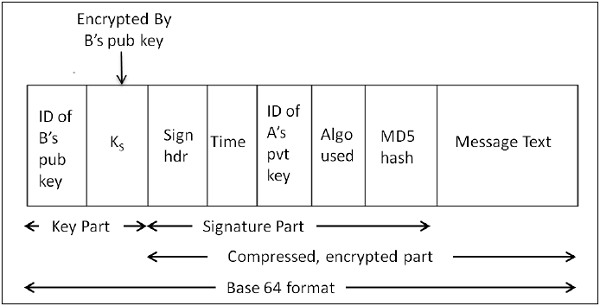 Encrypted By
B's pub key
ID of
B's
pub
key
KS
Sign
hdr
Time
ID of
A's
pvt
key
Algo
used
MD5
hash
Message Text
Key Part
Signature Part
Compressed, encrypted part
Base 64 format